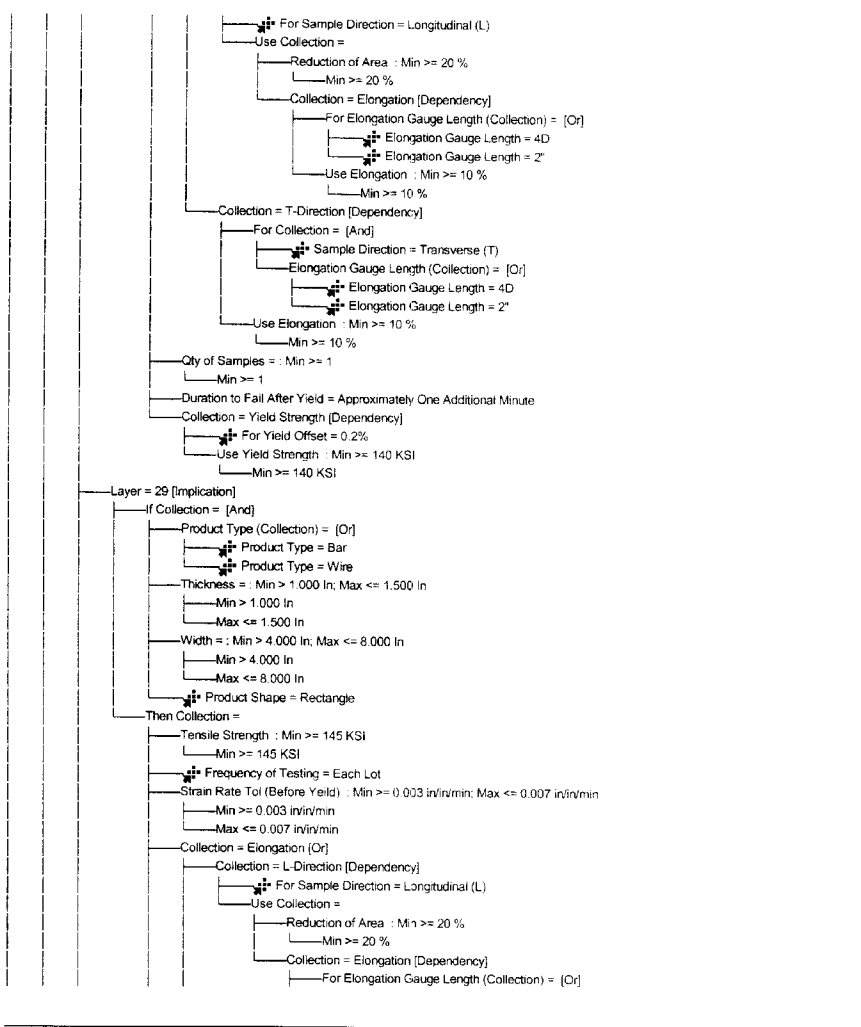 For Sample Direction = Longitudinal (L)
Use Collection =
Reduction of Area : Min >= 20 %
Min >= 20 %
Collection = Elongation [Dependency]
For Elongation Gauge Length (Collection) = [Or]
Elongation Gauge Length = 4D
Elongation Gauge Length = 2"
Use Elongation : Min >= 10 %
Min >= 10 %
Collection = T-Direction [Dependency]
For Collection = [And]
Sample Direction = Transverse (T)
Elongation Gauge Length (Collection) = [Or]
Elongation Gauge Length = 4D
Elongation Gauge Length = 2"
Use Elongation : Min >= 10 %
Min >= 10 %
Qty of Samples = : Min >= 1
Min >= 1
Duration to Fail After Yield = Approximately One Additional Minute
Collection = Yield Strength [Dependency]
For Yield Offset = 0.2%
Use Yield Strength : Min >= 140 KSI
Min >= 140 KSI
Layer = 29 [Implication]
If Collection = [And]
Product Type (Collection) = [Or]
Product Type = Bar
Product Type = Wire
Thickness = : Min > 1.000 In; Max <= 1.500 In
Min > 1.000 In
Max <= 1.500 In
Width = : Min > 4.000 In; Max <= 8.000 In
Min > 4.000 In
Max <= 8.000 In
Product Shape = Rectangle
Then Collection =
Tensile Strength : Min >= 145 KSI
Min >= 145 KSI
Frequency of Testing = Each Lot
Strain Rate Tol (Before Yeild) : Min >= 0.003 in/in/min; Max <= 0.007 in/in/min
Min >= 0.003 in/in/min
Max <= 0.007 in/in/min
Collection = Elongation [Or]
Collection = L-Direction [Dependency]
For Sample Direction = Longitudinal (L)
Use Collection =
Reduction of Area : Min >= 20 %
Min >= 20 %
Collection = Elongation [Dependency]
For Elongation Gauge Length (Collection) = [Or]